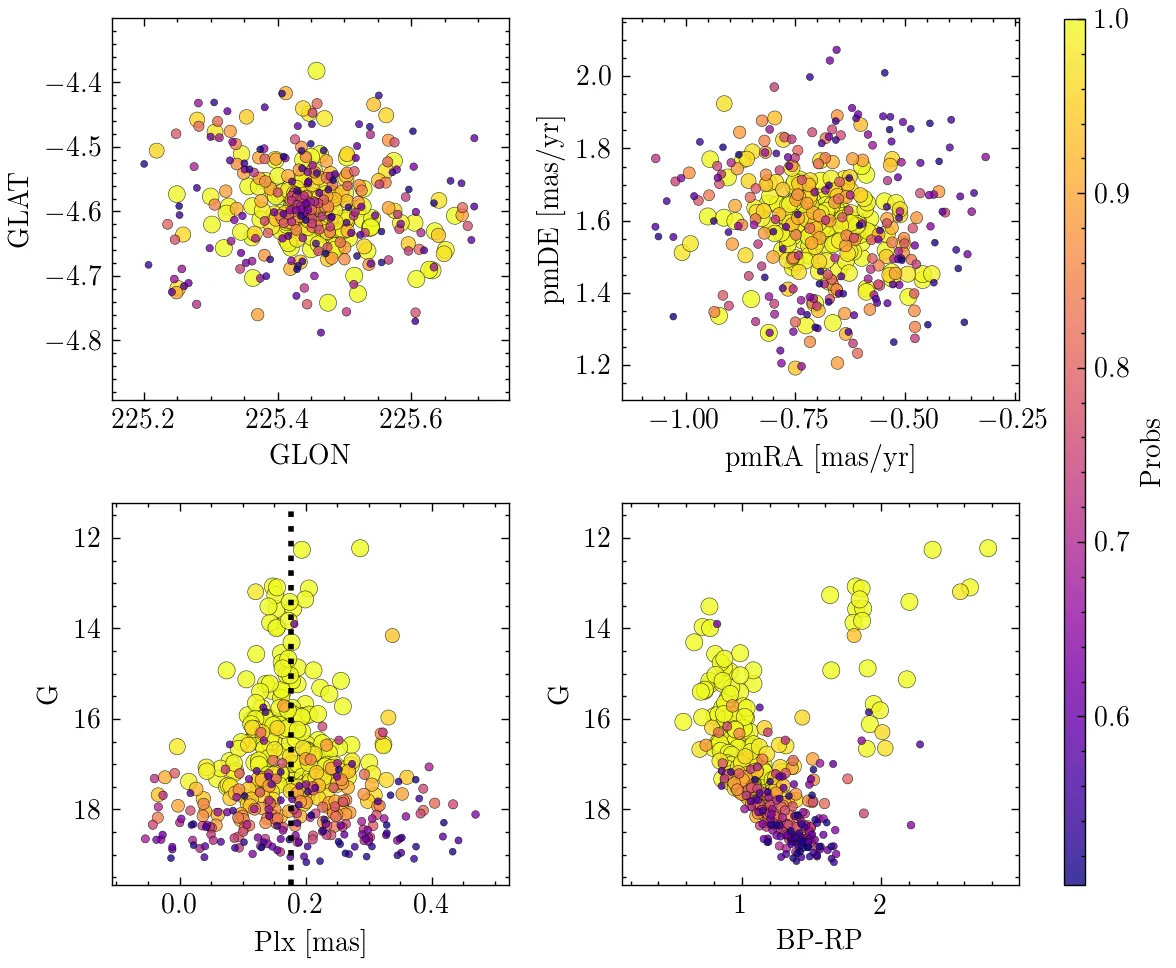 −4.4
−4.5
−4.6
−4.7
−4.8
GLAT
225.2 225.4 225.6
GLON
2.0
1.8
1.6
1.4
1.2
pmDE [mas/yr]
−1.00 −0.75 −0.50 −0.25
pmRA [mas/yr]
12
14
16
18
G
0.0 0.2 0.4
Plx [mas]
12
14
16
18
G
1 2
BP-RP
1.0
0.9
0.8
0.7
0.6
Probs